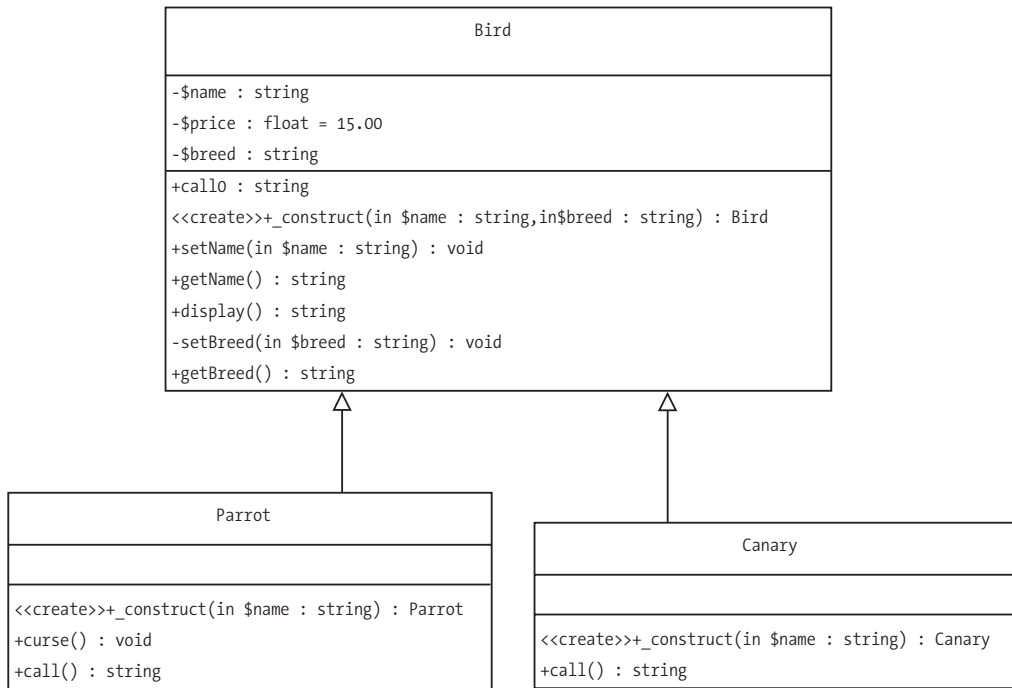 Bird
-$name : string
-$price : float = 15.00
-$breed : string
+callO : string
<<create>>+_construct(in $name : string,in$breed : string) : Bird
+setName(in $name : string) : void
+getName() : string
+display() : string
-setBreed(in $breed : string) : void
+getBreed() : string
Parrot
<<create>>+_construct(in $name : string) : Parrot
+curse() : void
+call() : string
Canary
<<create>>+_construct(in $name : string) : Canary
+call() : string